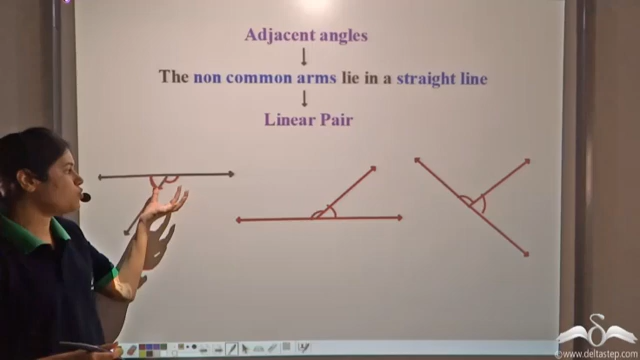 Adjacent angles
The non common arms lie in a straight line
Linear Pair
©www.deltastep.com